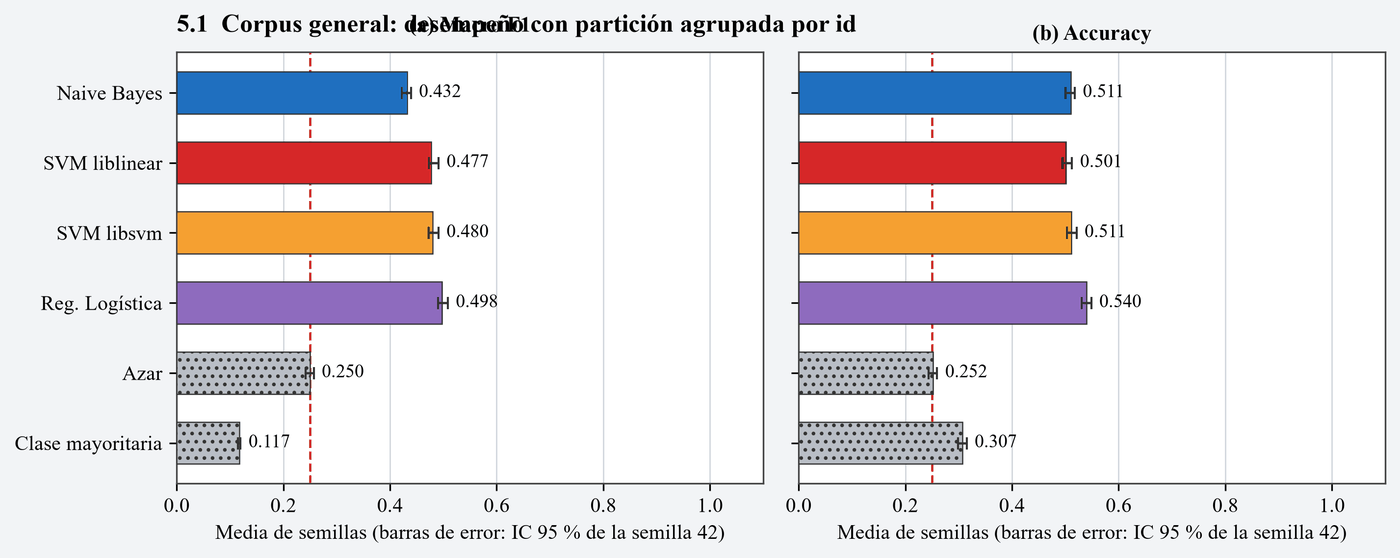 5.1 Corpus general: desempeño con partición agrupada por id
(a) Macro-F1
(b) Accuracy
Naive Bayes
0.432
0.511
SVM liblinear
0.477
0.501
SVM libsvm
0.480
0.511
Reg. Logística
0.498
0.540
Azar
0.250
0.252
Clase mayoritaria
0.117
0.307
0.0 0.2 0.4 0.6 0.8 1.0
0.0 0.2 0.4 0.6 0.8 1.0
Media de semillas (barras de error: IC 95 % de la semilla 42)
Media de semillas (barras de error: IC 95 % de la semilla 42)